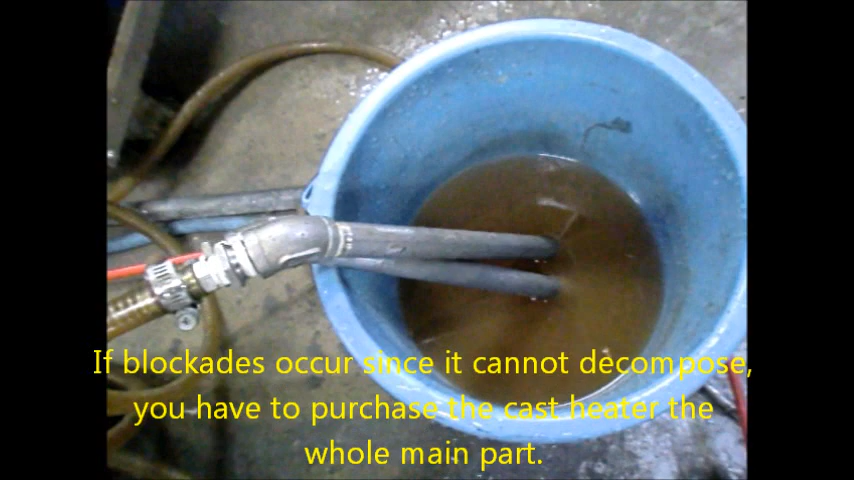 If blockades occur since it cannot decompose,
you have to purchase the cast heater the
whole main part.